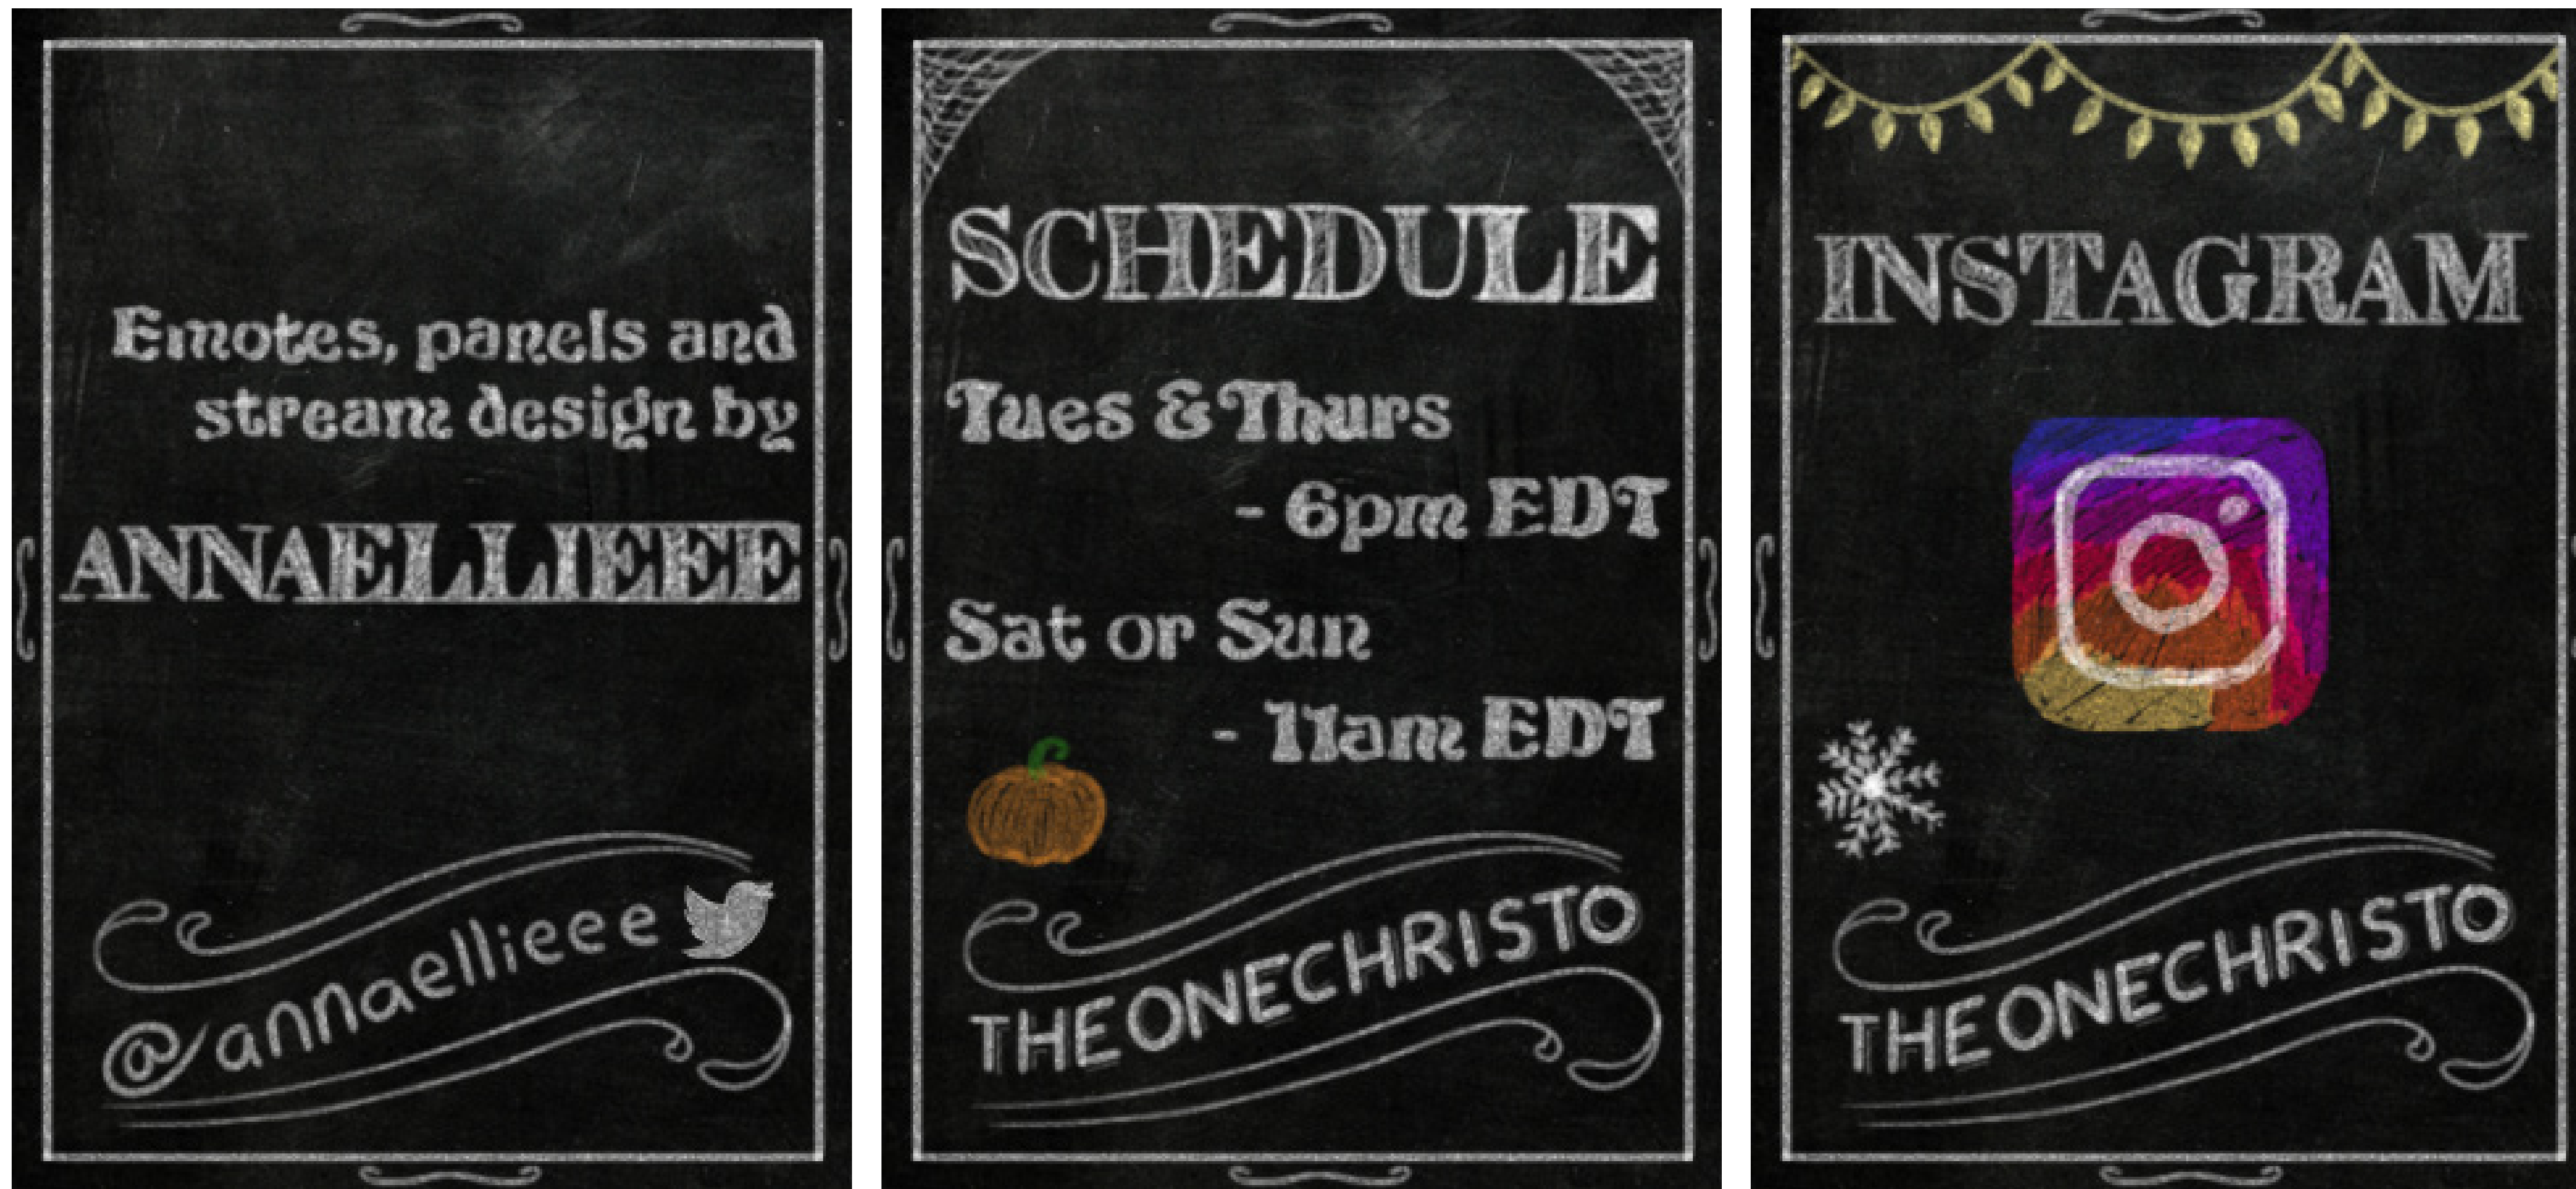 Emotes, panels and
stream design by
ANNAELLIEEE
@annaellieee
SCHEDULE
Tues & Thurs
- 6pm EDT
Sat or Sun
- 11am EDT
THEONECHRISTO
INSTAGRAM
THEONECHRISTO